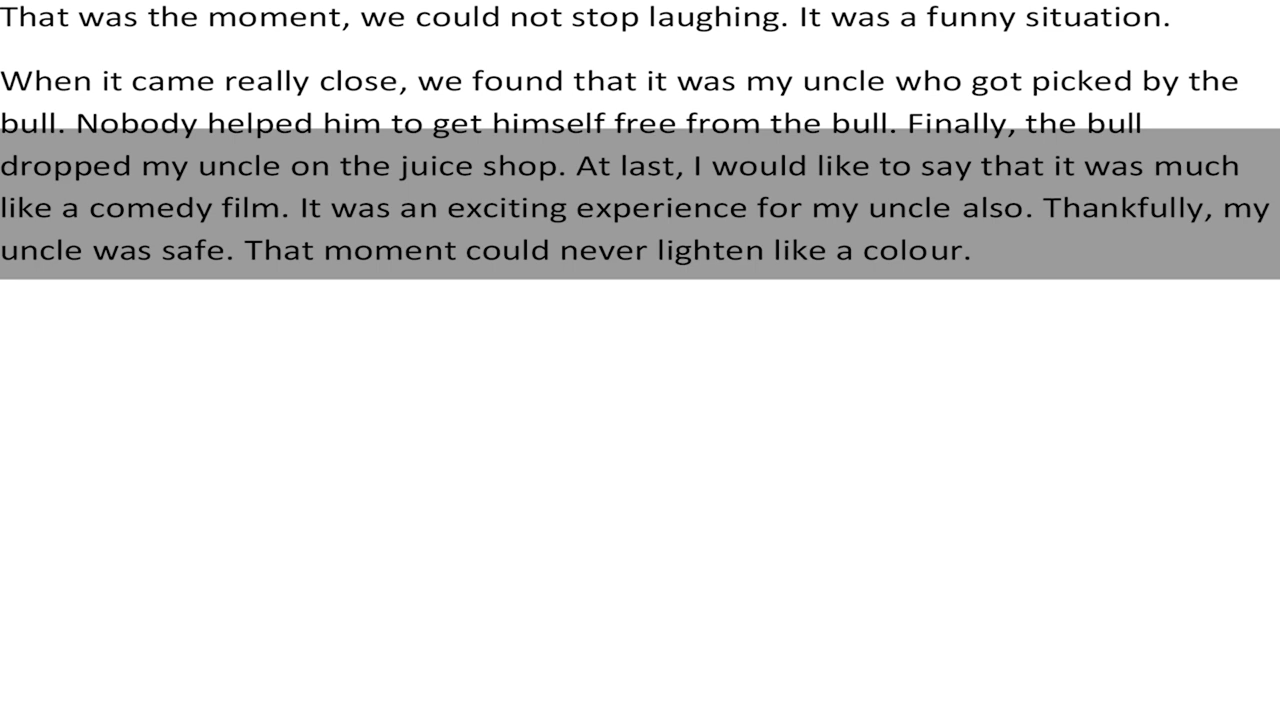 That was the moment, we could not stop laughing. It was a funny situation.
When it came really close, we found that it was my uncle who got picked by the
bull. Nobody helped him to get himself free from the bull. Finally, the bull
dropped my uncle on the juice shop. At last, I would like to say that it was much
like a comedy film. It was an exciting experience for my uncle also. Thankfully, my
uncle was safe. That moment could never lighten like a colour.